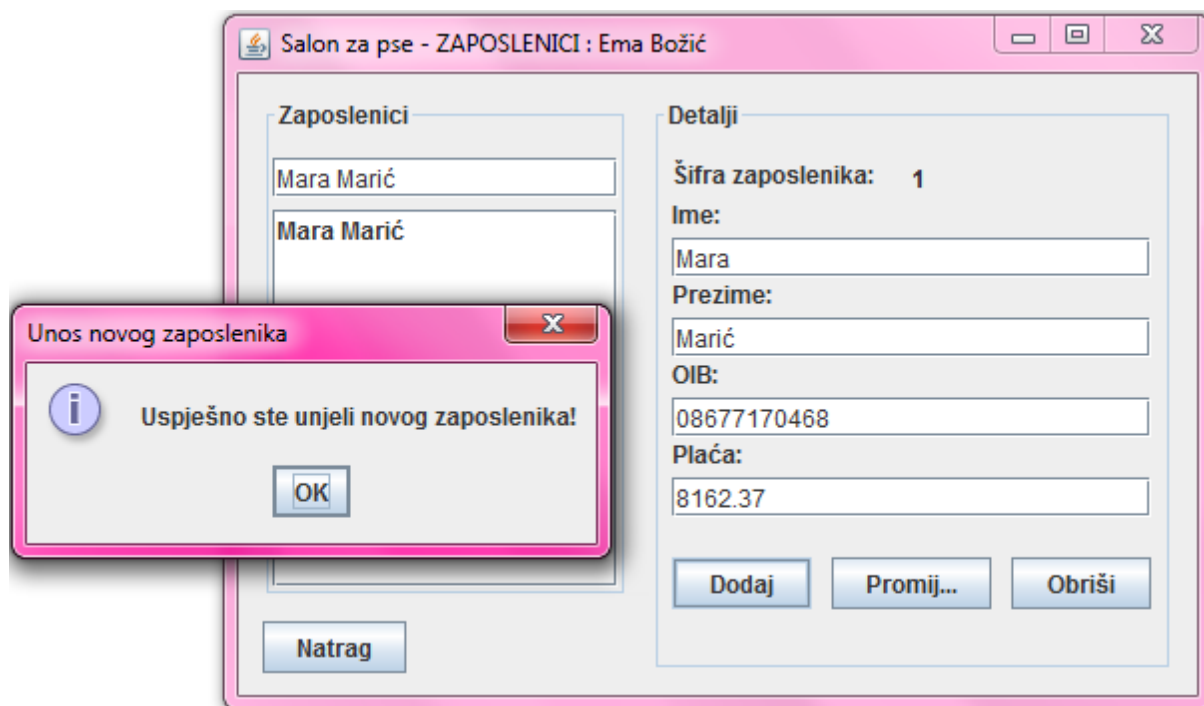 Salon za pse - ZAPOSLENICI : Ema Božić
Zaposlenici
Mara Marić
Mara Marić
Detalji
Šifra zaposlenika: 1
Ime:
Mara
Prezime:
Marić
OIB:
08677170468
Plaća:
8162.37
Dodaj
Promij...
Obriši
Natrag
Unos novog zaposlenika
Uspješno ste unjeli novog zaposlenika!
OK